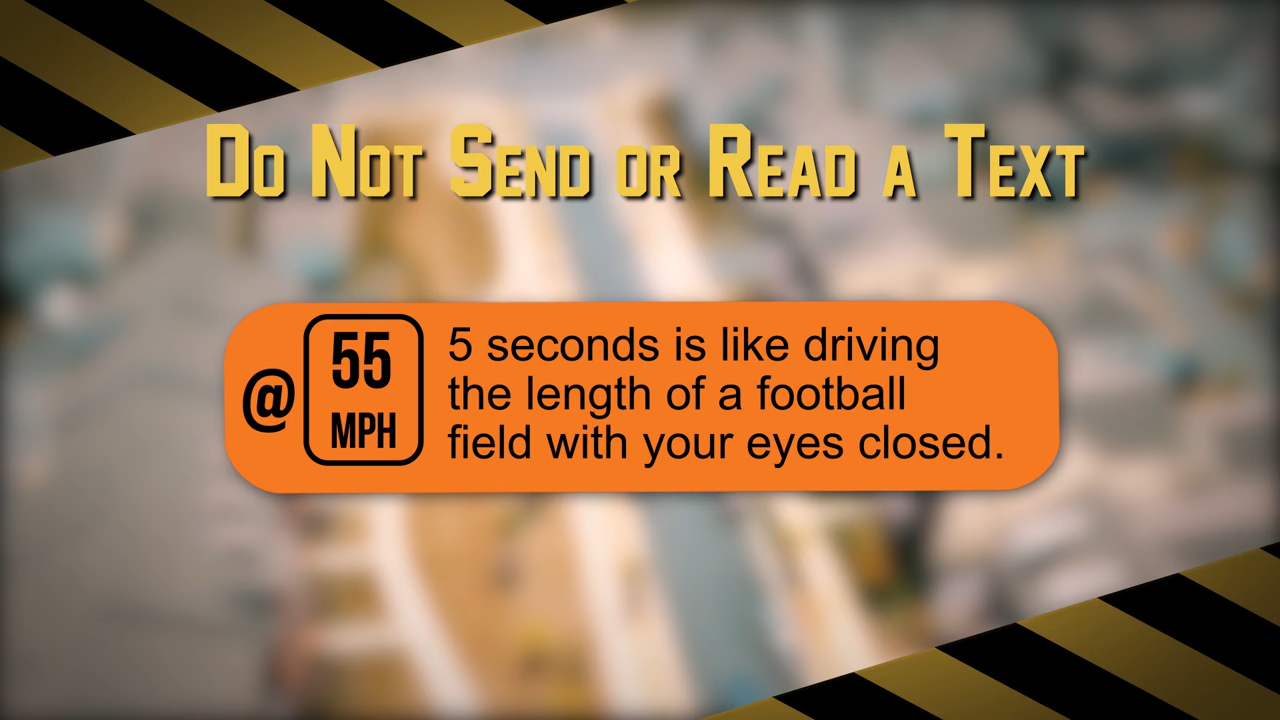 Do Not Send or Read a Text
@
55
MPH
5 seconds is like driving
the length of a football
field with your eyes closed.